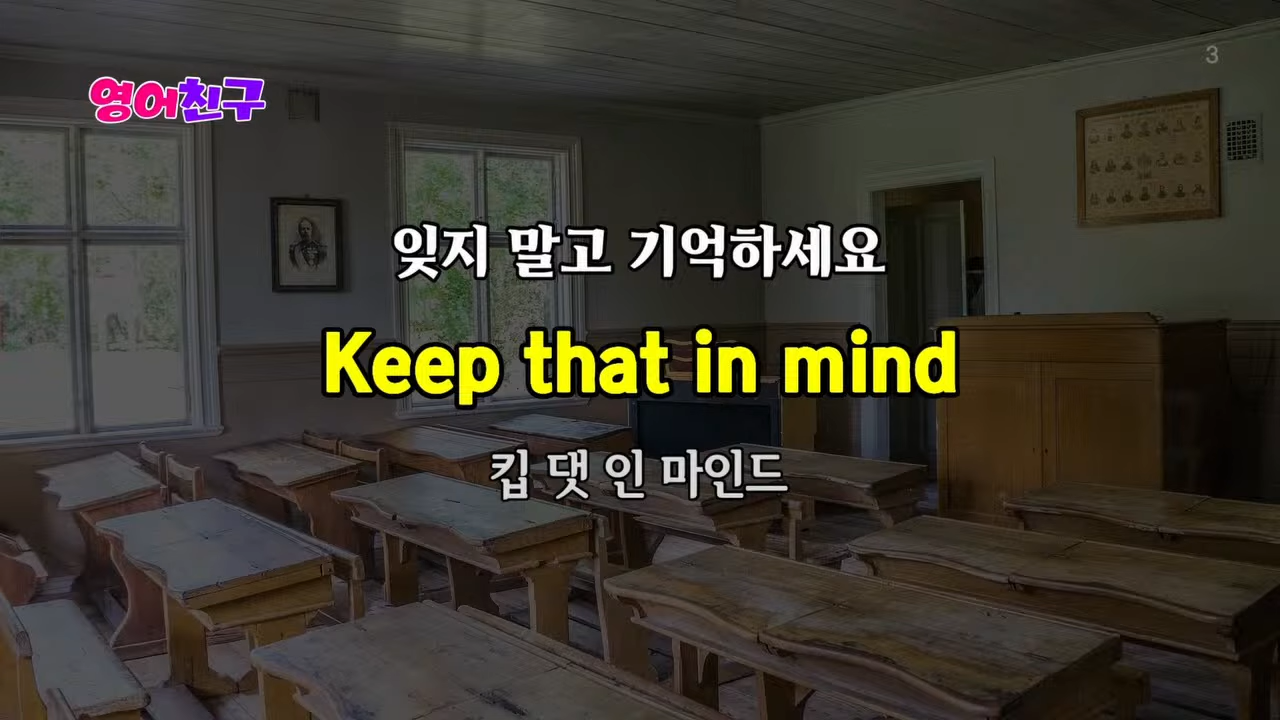 3
영어친구
잊지 말고 기억하세요
Keep that in mind
킵 댓 인 마인드